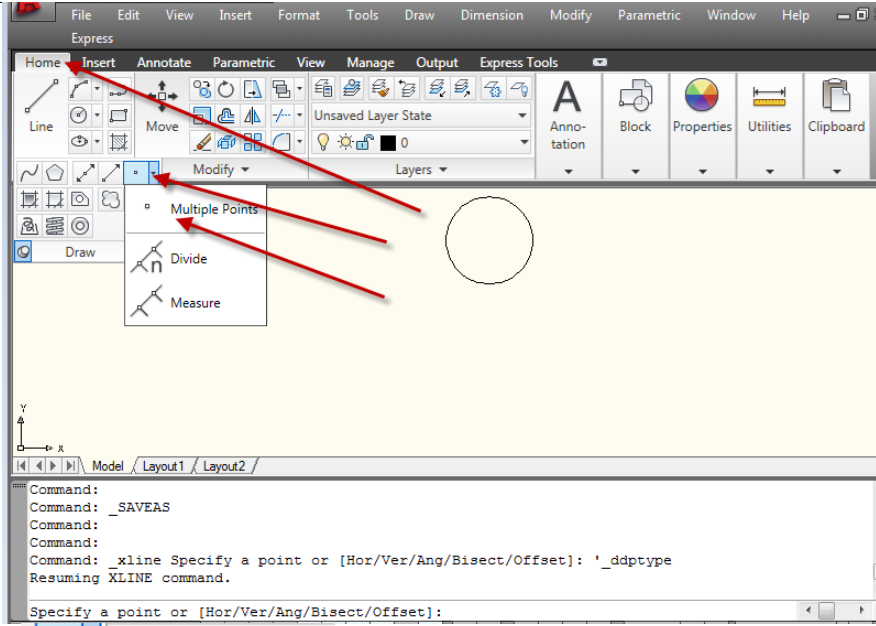 File Edit View Insert Format Tools Draw Dimension Modify Parametric Window Help
Express
Home Insert Annotate Parametric View Manage Output Express Tools
Unsaved Layer State
Line Move Anno-
tation Block Properties Utilities Clipboard
0
Modify Layers
Multiple Points
Draw Divide
n
Measure
Y
X
Model Layout1 Layout2
Command:
Command: _SAVEAS
Command:
Command:
Command: _xline Specify a point or [Hor/Ver/Ang/Bisect/Offset]: '_ddptype
Resuming XLINE command.
Specify a point or [Hor/Ver/Ang/Bisect/Offset]: